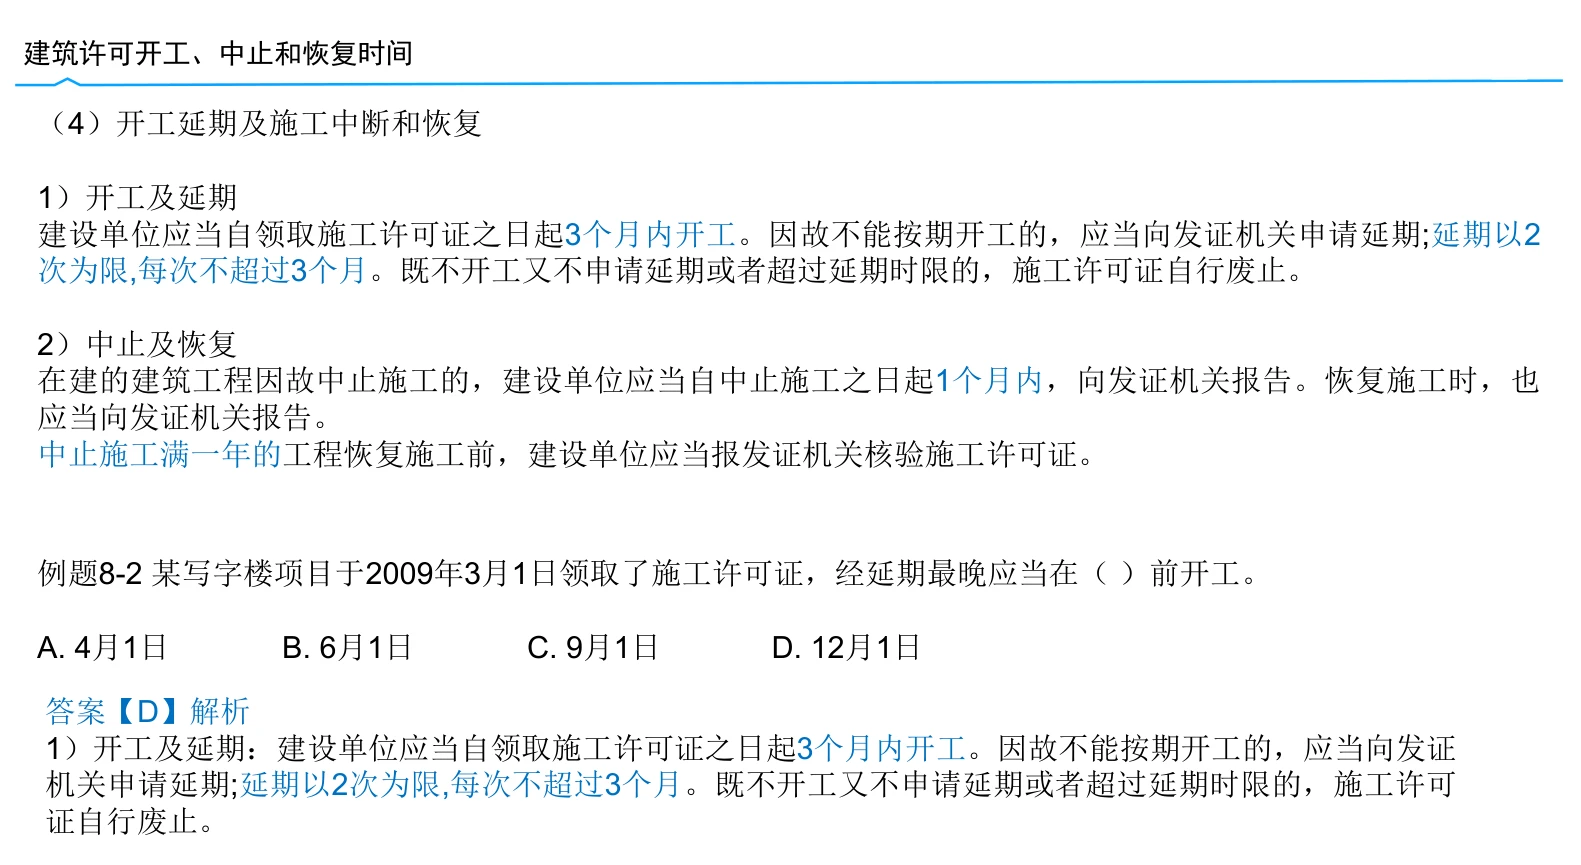 建筑许可开工、中止和恢复时间
（4）开工延期及施工中断和恢复
1）开工及延期
建设单位应当自领取施工许可证之日起3个月内开工。因故不能按期开工的，应当向发证机关申请延期;延期以2
次为限,每次不超过3个月。既不开工又不申请延期或者超过延期时限的，施工许可证自行废止。
2）中止及恢复
在建的建筑工程因故中止施工的，建设单位应当自中止施工之日起1个月内，向发证机关报告。恢复施工时，也
应当向发证机关报告。
中止施工满一年的工程恢复施工前，建设单位应当报发证机关核验施工许可证。
例题8-2 某写字楼项目于2009年3月1日领取了施工许可证，经延期最晚应当在（ ）前开工。
A. 4月1日 B. 6月1日 C. 9月1日 D. 12月1日
答案【D】解析
1）开工及延期：建设单位应当自领取施工许可证之日起3个月内开工。因故不能按期开工的，应当向发证
机关申请延期;延期以2次为限,每次不超过3个月。既不开工又不申请延期或者超过延期时限的，施工许可
证自行废止。